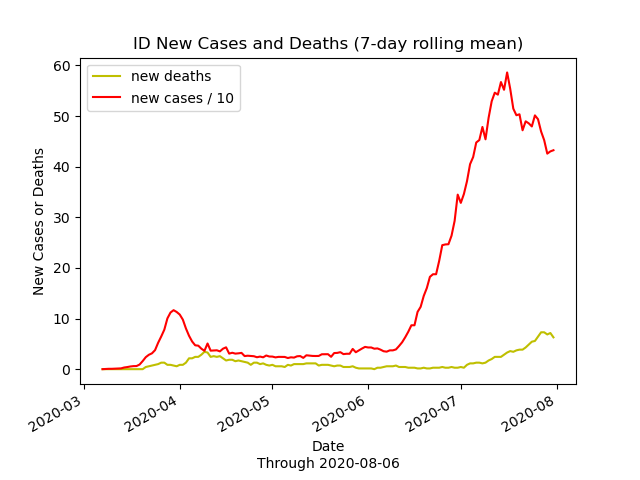 ID New Cases and Deaths (7-day rolling mean)
new deaths
new cases / 10
New Cases or Deaths
60
50
40
30
20
10
0
2020-03
2020-04
2020-05
2020-06
2020-07
2020-08
Date
Through 2020-08-06